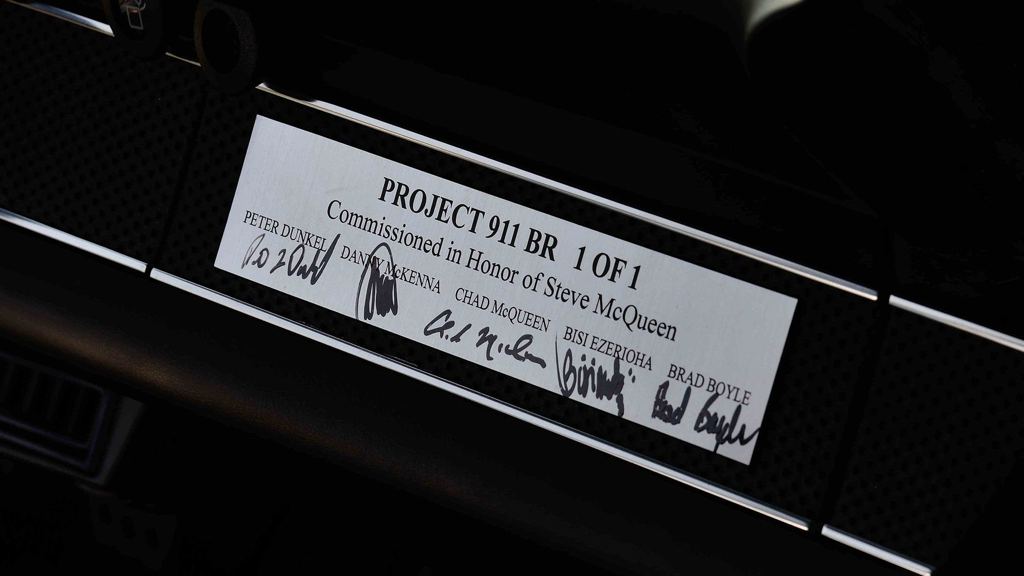 PROJECT 911 BR 1 OF 1
Commissioned in Honor of Steve McQueen
PETER DUNKEL DANNY McKENNA CHAD McQUEEN BISI EZERIOHA BRAD BOYLE